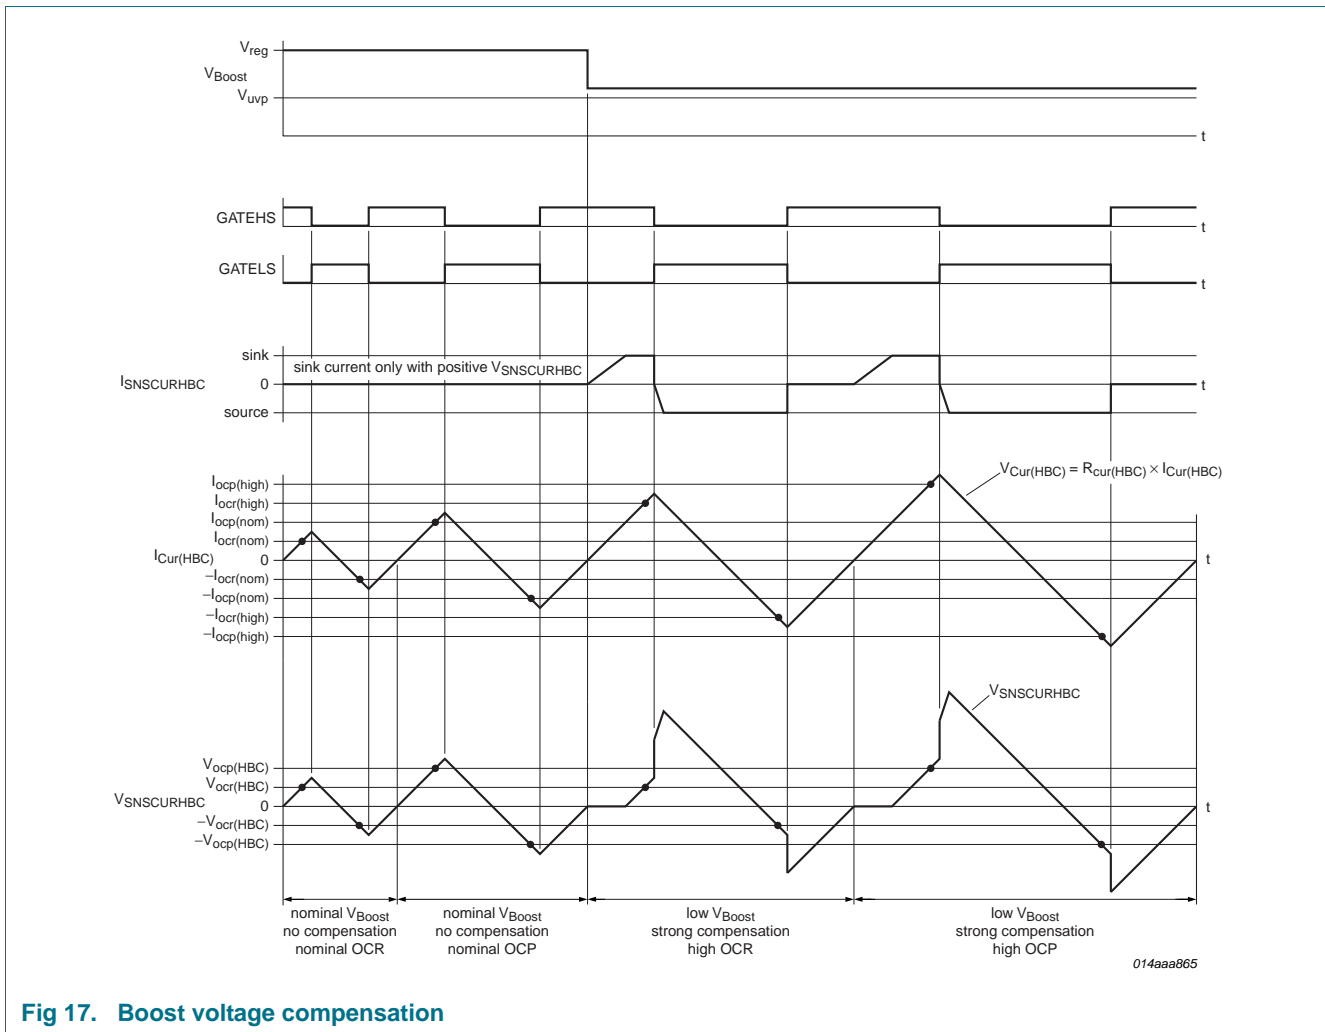 Vreg
VBoost
Vuvp
t
GATEHS
t
GATELS
t
sink
sink current only with positive VSNSCURHBC
ISNSCURHBC
0
t
source
VCur(HBC) = Rcur(HBC) × ICur(HBC)
Iocp(high)
Iocr(high)
Iocp(nom)
Iocr(nom)
ICur(HBC)
0
t
−Iocr(nom)
−Iocp(nom)
−Iocr(high)
−Iocp(high)
VSNSCURHBC
Vocp(HBC)
Vocr(HBC)
VSNSCURHBC
0
t
−Vocr(HBC)
−Vocp(HBC)
nominal VBoost
no compensation
nominal OCR
nominal VBoost
no compensation
nominal OCP
low VBoost
strong compensation
high OCR
low VBoost
strong compensation
high OCP
014aaa865
Fig 17. Boost voltage compensation